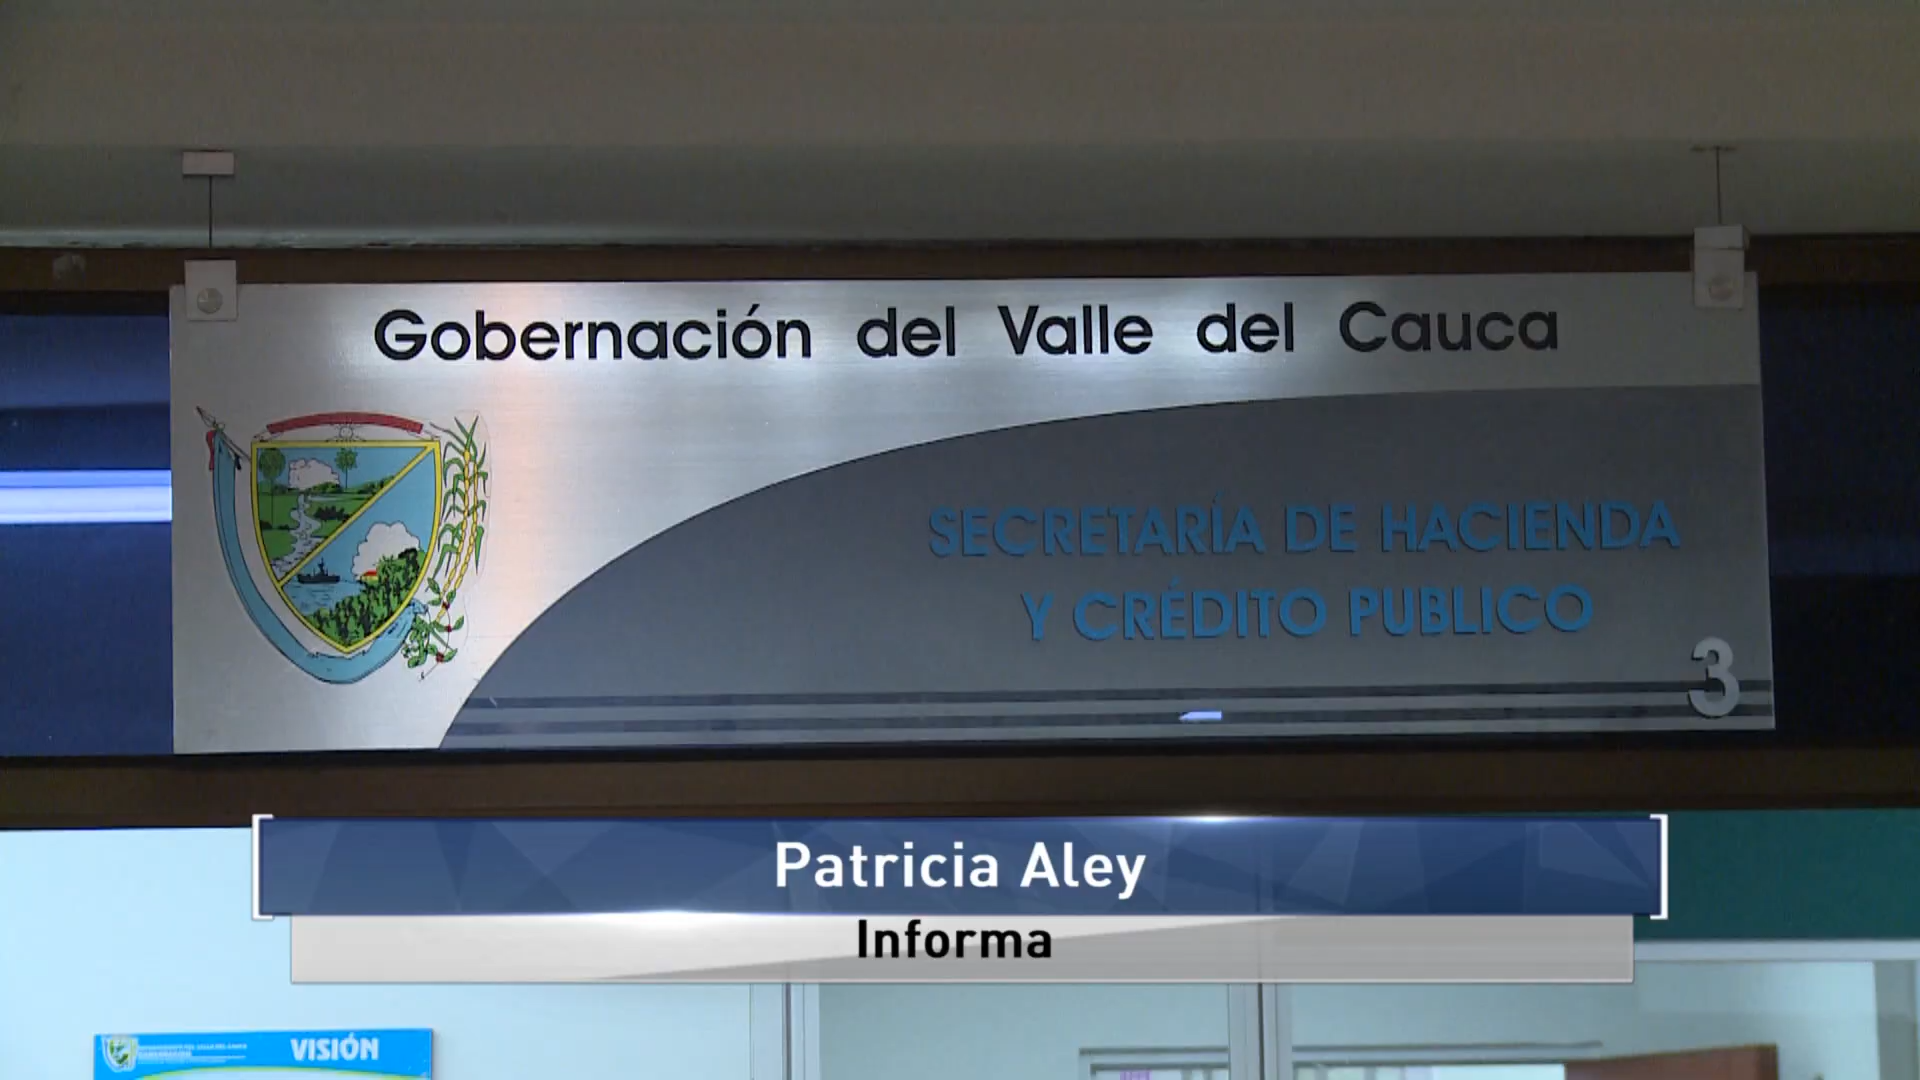 Gobernación del Valle del Cauca
SECRETARÍA DE HACIENDA
Y CRÉDITO PUBLICO
3
Patricia Aley
Informa
VISIÓN